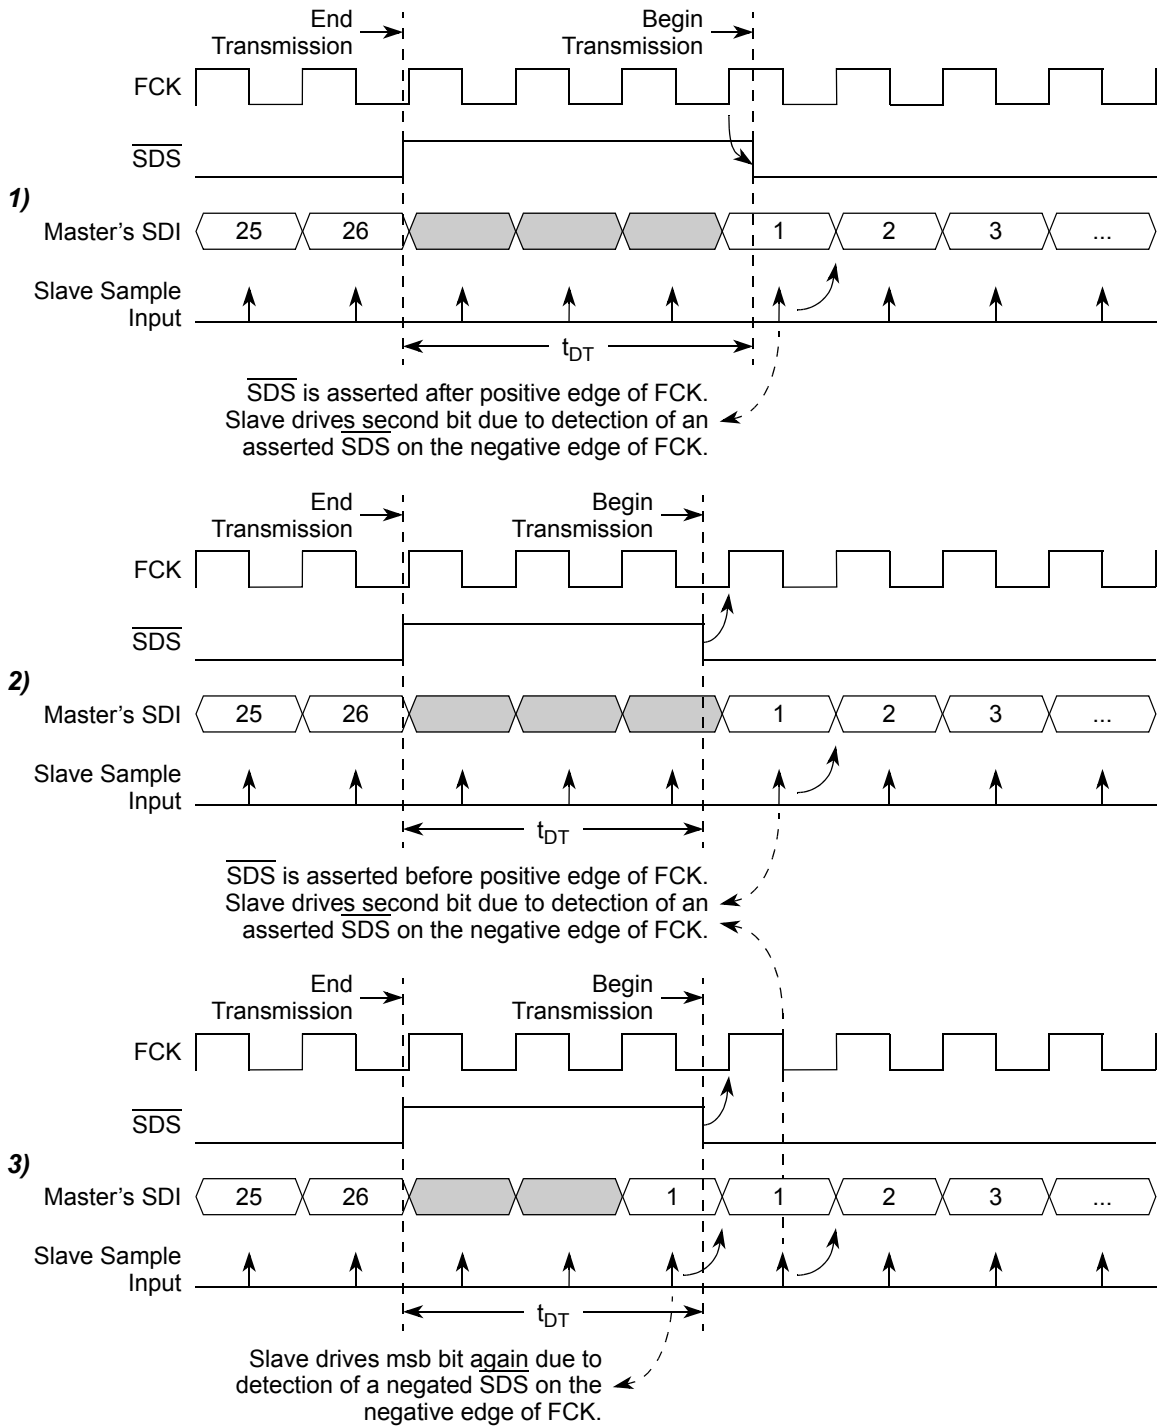 End
Transmission
Begin
Transmission
FCK
SDS
1)
Master's SDI 25 26 1 2 3 ...
Slave Sample
Input
tDT
SDS is asserted after positive edge of FCK.
Slave drives second bit due to detection of an
asserted SDS on the negative edge of FCK.
End
Transmission
Begin
Transmission
FCK
SDS
2)
Master's SDI 25 26 1 2 3 ...
Slave Sample
Input
tDT
SDS is asserted before positive edge of FCK.
Slave drives second bit due to detection of an
asserted SDS on the negative edge of FCK.
End
Transmission
Begin
Transmission
FCK
SDS
3)
Master's SDI 25 26 1 1 2 3 ...
Slave Sample
Input
tDT
Slave drives msb bit again due to
detection of a negated SDS on the
negative edge of FCK.